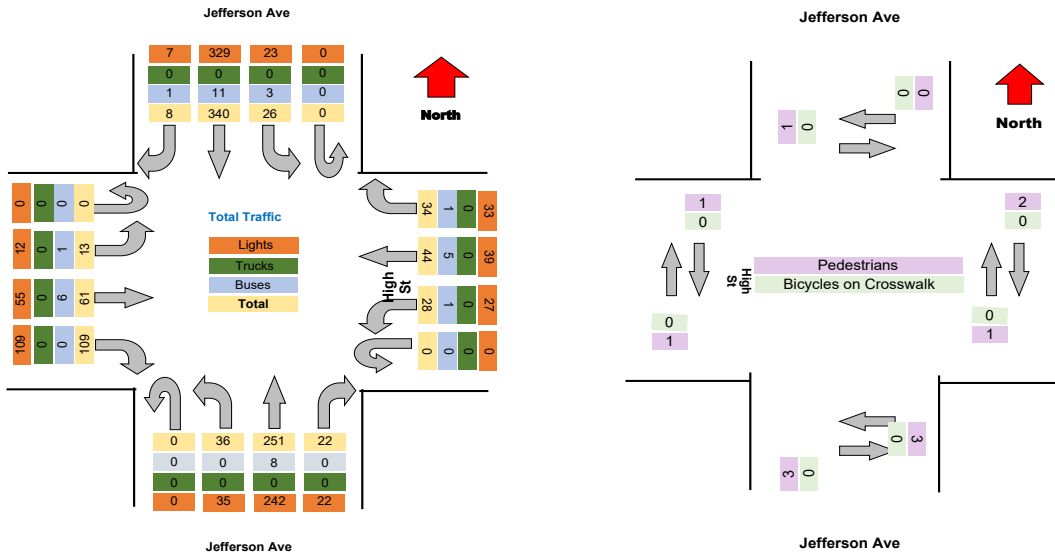 Jefferson Ave
7 329 23 0
0 0 0 0
1 11 3 0
8 340 26 0
North
0 0 0 0
12 0 1 13
55 0 6 61
109 0 0 109
Total Traffic
Lights
Trucks
Buses
Total
High
St
34 1 0 33
44 5 0 39
28 1 0 27
0 0 0 0
0 36 251 22
0 0 8 0
0 0 0 0
0 35 242 22
Jefferson Ave
Jefferson Ave
0 0
1 0
North
1
0
2
0
High
St
Pedestrians
Bicycles on Crosswalk
0
1
0
1
0 3
3 0
Jefferson Ave